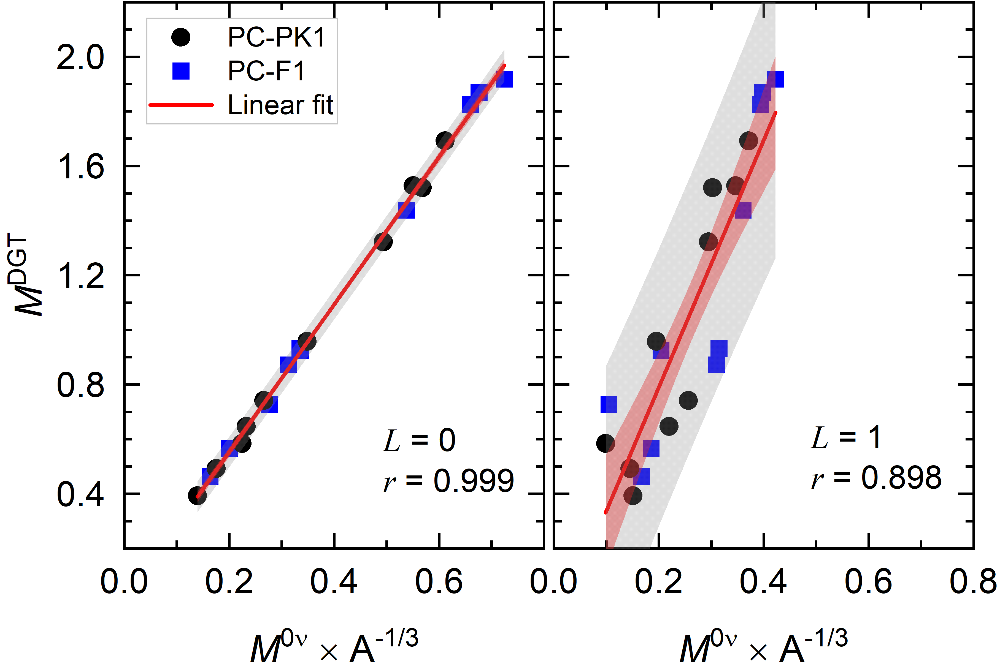 PC-PK1
PC-F1
Linear fit
M^DGT
2.0
1.6
1.2
0.8
0.4
L = 0
r = 0.999
L = 1
r = 0.898
0.0 0.2 0.4 0.6 0.0 0.2 0.4 0.6 0.8
M^0ν × A^-1/3 M^0ν × A^-1/3